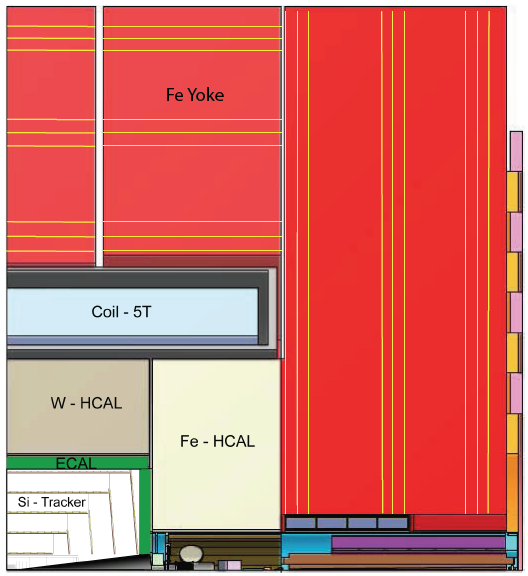 Fe Yoke
Coil - 5T
W - HCAL
Fe - HCAL
ECAL
Si - Tracker